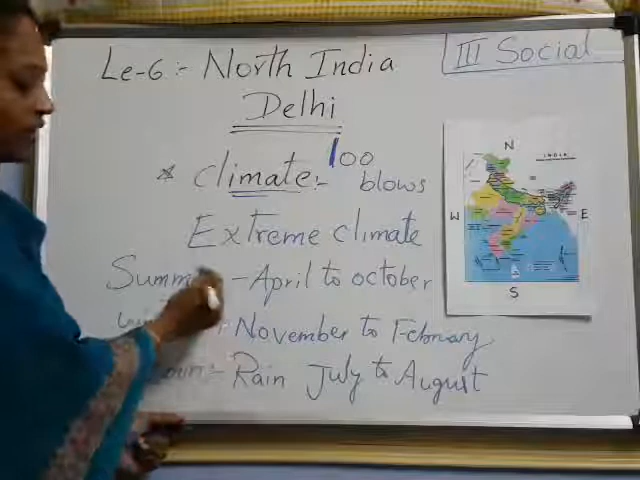 III Social
Le-6:- North India
Delhi
* climate:- 100
blows
Extreme climate
April to october
November to February
Rain July to August
N
INDIA
W
E
S